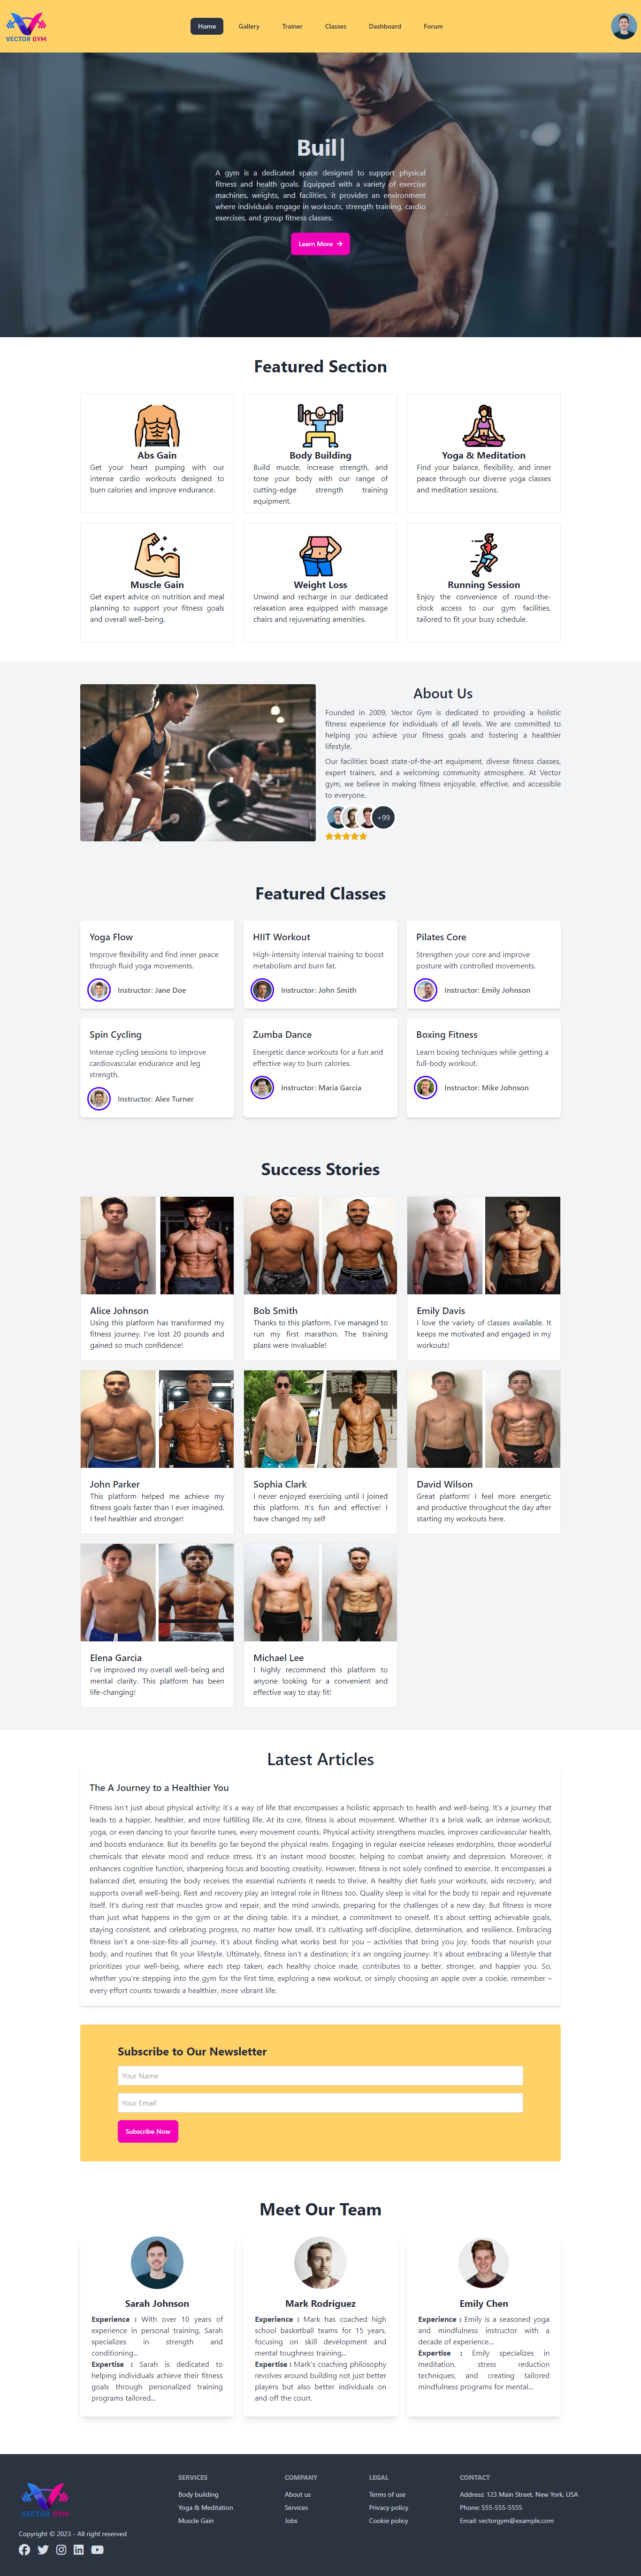 VECTOR GYM
Home Gallery Trainer Classes Dashboard Forum
Buil|
A gym is a dedicated space designed to support physical
fitness and health goals. Equipped with a variety of exercise
machines, weights, and facilities, it provides an environment
where individuals engage in workouts, strength training, cardio
exercises, and group fitness classes.
Learn More →
Featured Section
Abs Gain
Get your heart pumping with our
intense cardio workouts designed to
burn calories and improve endurance.
Body Building
Build muscle, increase strength, and
tone your body with our range of
cutting-edge strength training
equipment.
Yoga & Meditation
Find your balance, flexibility, and inner
peace through our diverse yoga classes
and meditation sessions.
Muscle Gain
Get expert advice on nutrition and meal
planning to support your fitness goals
and overall well-being.
Weight Loss
Unwind and recharge in our dedicated
relaxation area equipped with massage
chairs and rejuvenating amenities.
Running Session
Enjoy the convenience of round-the-
clock access to our gym facilities,
tailored to fit your busy schedule.
About Us
Founded in 2009, Vector Gym is dedicated to providing a holistic
fitness experience for individuals of all levels. We are committed to
helping you achieve your fitness goals and fostering a healthier
lifestyle.
Our facilities boast state-of-the-art equipment, diverse fitness classes,
expert trainers, and a welcoming community atmosphere. At Vector
gym, we believe in making fitness enjoyable, effective, and accessible
to everyone.
+99
Featured Classes
Yoga Flow
Improve flexibility and find inner peace
through fluid yoga movements.
Instructor: Jane Doe
HIIT Workout
High-intensity interval training to boost
metabolism and burn fat.
Instructor: John Smith
Pilates Core
Strengthen your core and improve
posture with controlled movements.
Instructor: Emily Johnson
Spin Cycling
Intense cycling sessions to improve
cardiovascular endurance and leg
strength.
Instructor: Alex Turner
Zumba Dance
Energetic dance workouts for a fun and
effective way to burn calories.
Instructor: Maria Garcia
Boxing Fitness
Learn boxing techniques while getting a
full-body workout.
Instructor: Mike Johnson
Success Stories
Alice Johnson
Using this platform has transformed my
fitness journey. I've lost 20 pounds and
gained so much confidence!
Bob Smith
Thanks to this platform, I've managed to
run my first marathon. The training
plans were invaluable!
Emily Davis
I love the variety of classes available. It
keeps me motivated and engaged in my
workouts!
John Parker
This platform helped me achieve my
fitness goals faster than I ever imagined.
I feel healthier and stronger!
Sophia Clark
I never enjoyed exercising until I joined
this platform. It's fun and effective! I
have changed my self
David Wilson
Great platform! I feel more energetic
and productive throughout the day after
starting my workouts here.
Elena Garcia
I've improved my overall well-being and
mental clarity. This platform has been
life-changing!
Michael Lee
I highly recommend this platform to
anyone looking for a convenient and
effective way to stay fit!
Latest Articles
The A Journey to a Healthier You
Fitness isn't just about physical activity; it's a way of life that encompasses a holistic approach to health and well-being. It's a journey that
leads to a happier, healthier, and more fulfilling life. At its core, fitness is about movement. Whether it's a brisk walk, an intense workout,
yoga, or even dancing to your favorite tunes, every movement counts. Physical activity strengthens muscles, improves cardiovascular health,
and boosts endurance. But its benefits go far beyond the physical realm. Engaging in regular exercise releases endorphins, those wonderful
chemicals that elevate mood and reduce stress. It's an instant mood booster, helping to combat anxiety and depression. Moreover, it
enhances cognitive function, sharpening focus and boosting creativity. However, fitness is not solely confined to exercise. It encompasses a
balanced diet, ensuring the body receives the essential nutrients it needs to thrive. A healthy diet fuels your workouts, aids recovery, and
supports overall well-being. Rest and recovery play an integral role in fitness too. Quality sleep is vital for the body to repair and rejuvenate
itself. It's during rest that muscles grow and repair, and the mind unwinds, preparing for the challenges of a new day. But fitness is more
than just what happens in the gym or at the dining table. It's a mindset, a commitment to oneself. It's about setting achievable goals,
staying consistent, and celebrating progress, no matter how small. It's cultivating self-discipline, determination, and resilience. Embracing
fitness isn't a one-size-fits-all journey. It's about finding what works best for you – activities that bring you joy, foods that nourish your
body, and routines that fit your lifestyle. Ultimately, fitness isn't a destination; it's an ongoing journey. It's about embracing a lifestyle that
prioritizes your well-being, where each step taken, each healthy choice made, contributes to a better, stronger, and happier you. So,
whether you're stepping into the gym for the first time, exploring a new workout, or simply choosing an apple over a cookie, remember –
every effort counts towards a healthier, more vibrant life.
Subscribe to Our Newsletter
Your Name
Your Email
Subscribe Now
Meet Our Team
Sarah Johnson
Experience : With over 10 years of
experience in personal training, Sarah
specializes in strength and
conditioning...
Expertise : Sarah is dedicated to
helping individuals achieve their fitness
goals through personalized training
programs tailored...
Mark Rodriguez
Experience : Mark has coached high
school basketball teams for 15 years,
focusing on skill development and
mental toughness training...
Expertise : Mark's coaching philosophy
revolves around building not just better
players but also better individuals on
and off the court.
Emily Chen
Experience : Emily is a seasoned yoga
and mindfulness instructor with a
decade of experience...
Expertise : Emily specializes in
meditation, stress reduction
techniques, and creating tailored
mindfulness programs for mental...
VECTOR GYM
Copyright © 2023 - All right reserved
SERVICES
Body building
Yoga & Meditation
Muscle Gain
COMPANY
About us
Services
Jobs
LEGAL
Terms of use
Privacy policy
Cookie policy
CONTACT
Address: 123 Main Street, New York, USA
Phone: 555-555-5555
Email: vectorgym@example.com